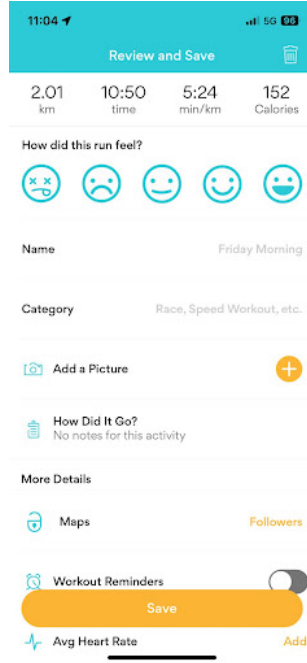 11:04
5G 96
Review and Save
2.01 10:50 5:24 152
km time min/km Calories
How did this run feel?
Name Friday Morning
Category Race, Speed Workout, etc.
Add a Picture
How Did It Go?
No notes for this activity
More Details
Maps Followers
Workout Reminders
Save
Avg Heart Rate Add